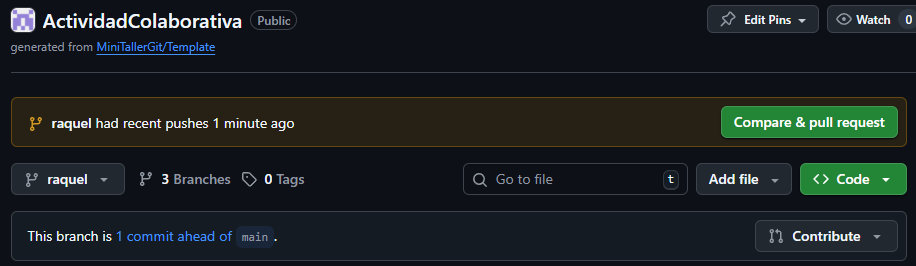 ActividadColaborativa Public Edit Pins Watch 0
generated from MiniTallerGit/Template
raquel had recent pushes 1 minute ago Compare & pull request
raquel 3 Branches 0 Tags Go to file t Add file Code
This branch is 1 commit ahead of main. Contribute